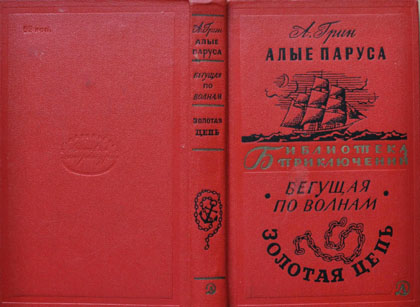 А. Грин
АЛЫЕ
ПАРУСА
БЕГУЩАЯ
ПО
ВОЛНАМ
ЗОЛОТАЯ
ЦЕПЬ
А. Грин
АЛЫЕ ПАРУСА
БИБЛИОТЕКА
ПРИКЛЮЧЕНИЙ
БЕГУЩАЯ
ПО ВОЛНАМ
ЗОЛОТАЯ ЦЕПЬ